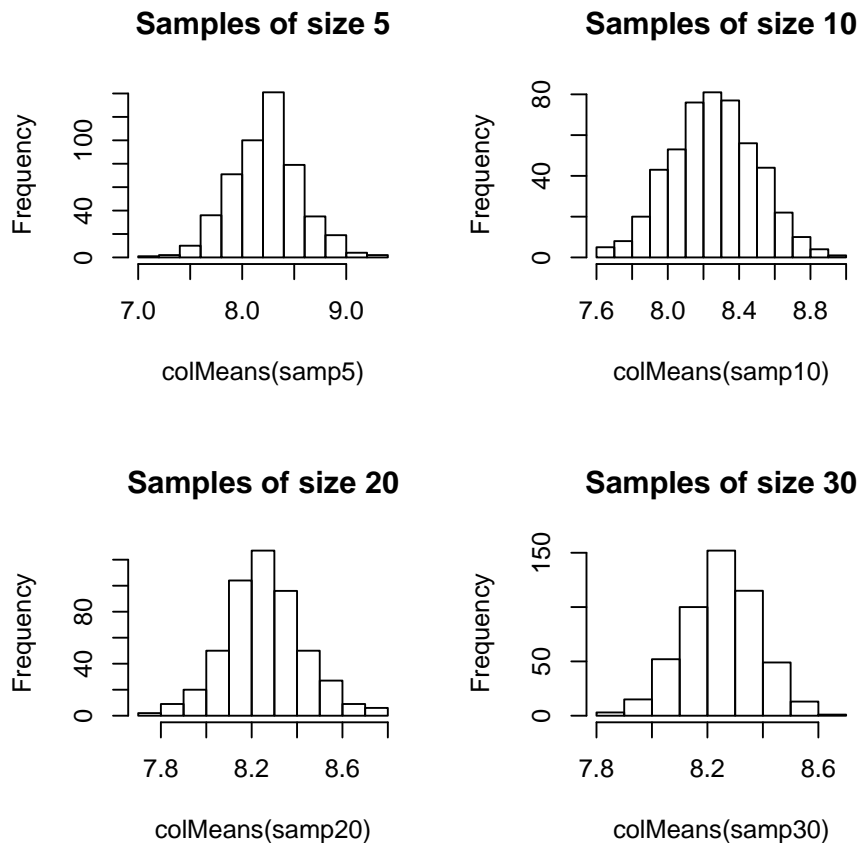 Samples of size 5
Frequency
0
40
100
7.0
8.0
9.0
colMeans(samp5)
Samples of size 10
Frequency
0
40
80
7.6
8.0
8.4
8.8
colMeans(samp10)
Samples of size 20
Frequency
0
40
80
7.8
8.2
8.6
colMeans(samp20)
Samples of size 30
Frequency
0
50
150
7.8
8.2
8.6
colMeans(samp30)